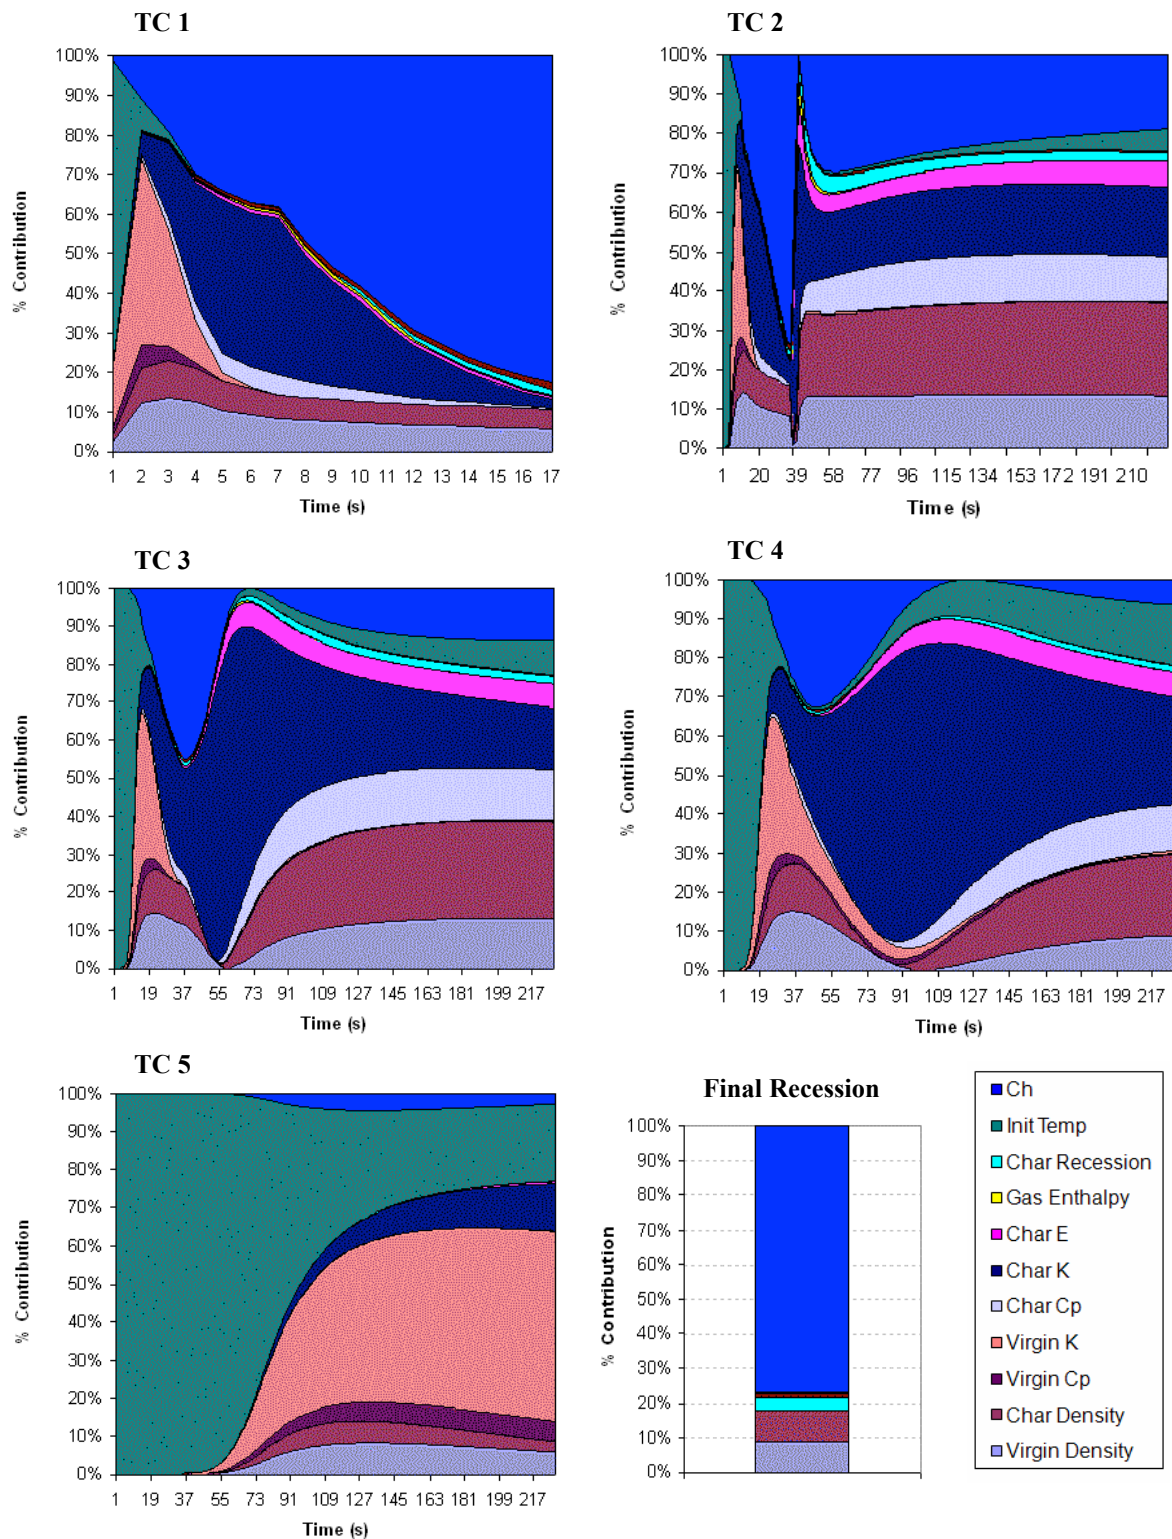 TC 1
100%
90%
80%
70%
60%
50%
40%
30%
20%
10%
0%
% Contribution
1 2 3 4 5 6 7 8 9 10 11 12 13 14 15 16 17
Time (s)
TC 2
100%
90%
80%
70%
60%
50%
40%
30%
20%
10%
0%
% Contribution
1 20 39 58 77 96 115 134 153 172 191 210
Time (s)
TC 3
100%
90%
80%
70%
60%
50%
40%
30%
20%
10%
0%
% Contribution
1 19 37 55 73 91 109 127 145 163 181 199 217
Time (s)
TC 4
100%
90%
80%
70%
60%
50%
40%
30%
20%
10%
0%
% Contribution
1 19 37 55 73 91 109 127 145 163 181 199 217
Time (s)
TC 5
100%
90%
80%
70%
60%
50%
40%
30%
20%
10%
0%
% Contribution
1 19 37 55 73 91 109 127 145 163 181 199 217
Time (s)
Final Recession
100%
90%
80%
70%
60%
50%
40%
30%
20%
10%
0%
% Contribution
Ch
Init Temp
Char Recession
Gas Enthalpy
Char E
Char K
Char Cp
Virgin K
Virgin Cp
Char Density
Virgin Density